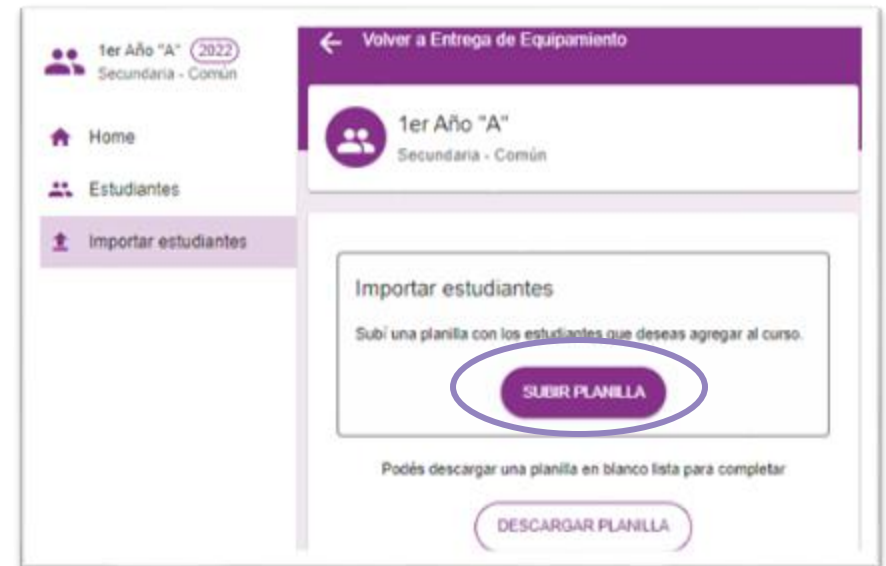 1er Año "A" 2022
Secundaria - Común
Home
Estudiantes
Importar estudiantes
Volver a Entrega de Equipamiento
1er Año "A"
Secundaria - Común
Importar estudiantes
Subí una planilla con los estudiantes que deseas agregar al curso.
SUBIR PLANILLA
Podés descargar una planilla en blanco lista para completar
DESCARGAR PLANILLA